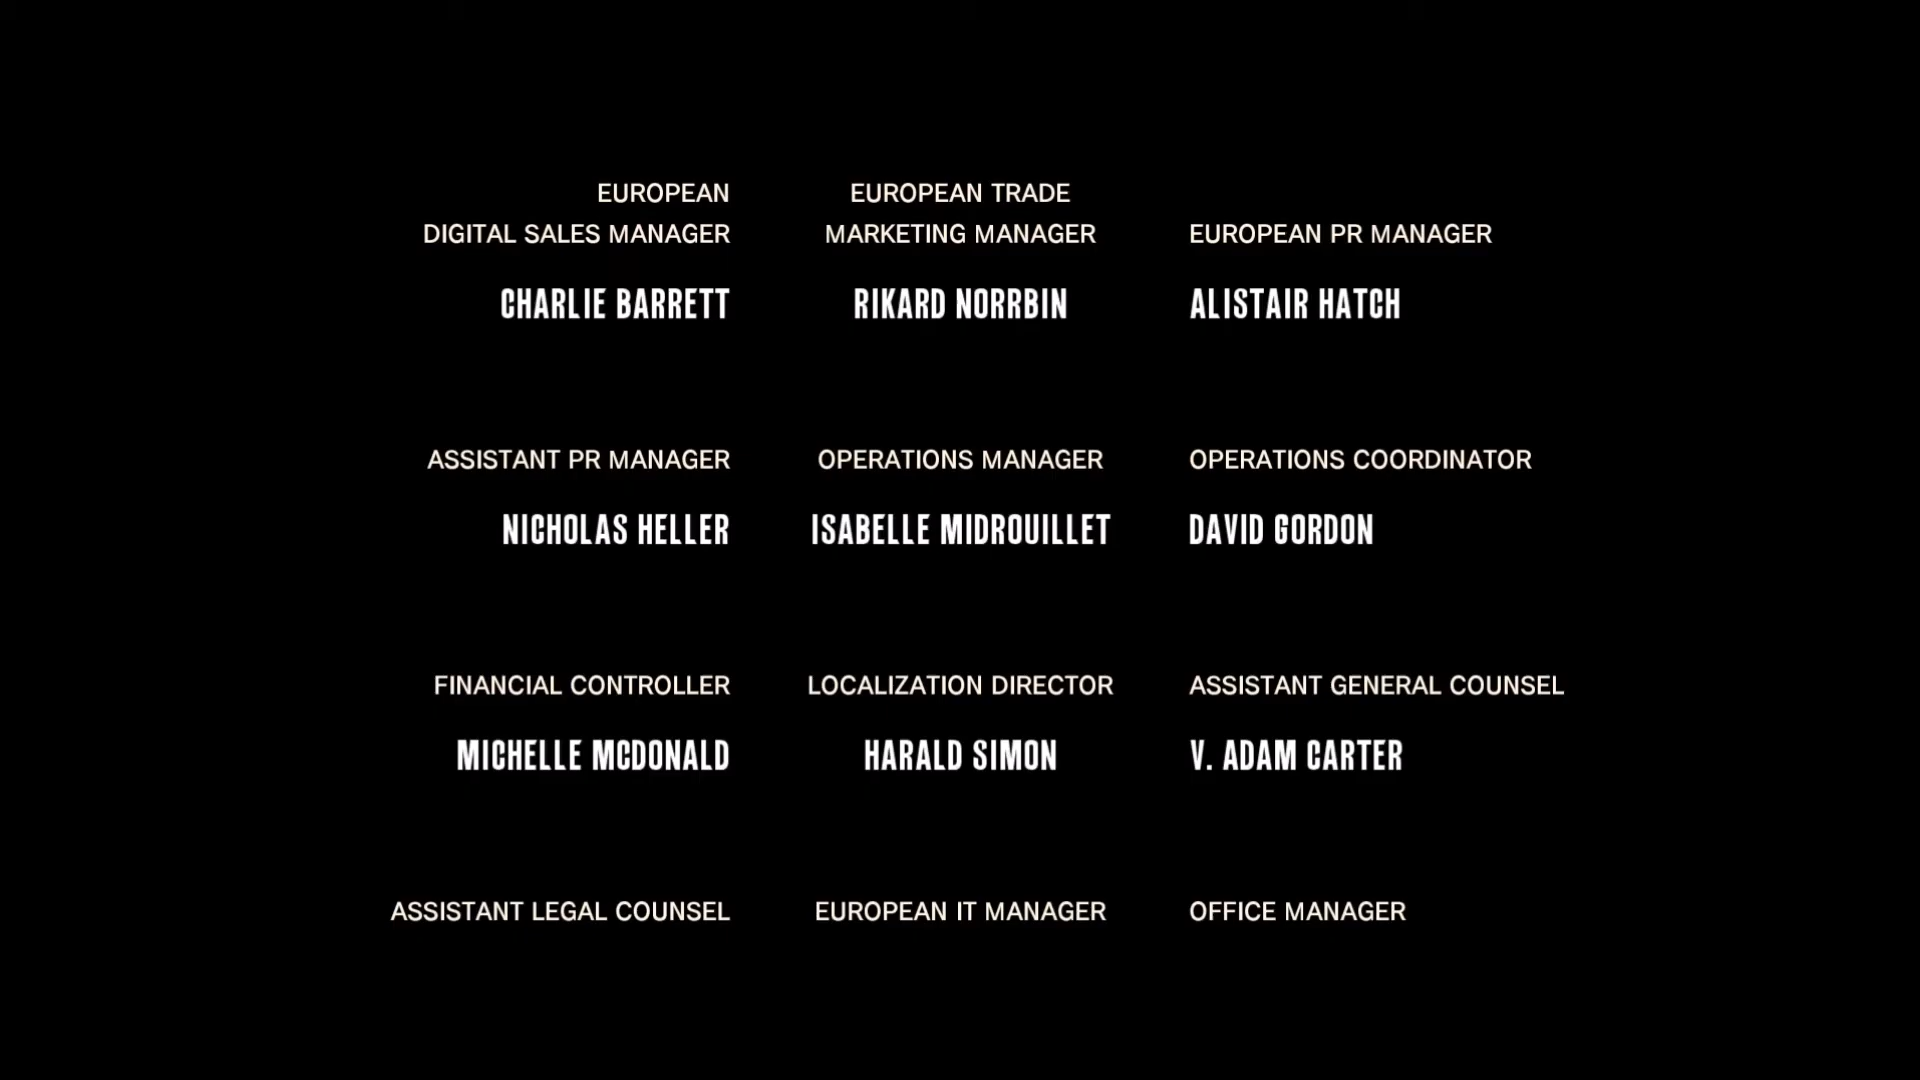 EUROPEAN
DIGITAL SALES MANAGER
CHARLIE BARRETT
EUROPEAN TRADE
MARKETING MANAGER
RIKARD NORRBIN
EUROPEAN PR MANAGER
ALISTAIR HATCH
ASSISTANT PR MANAGER
NICHOLAS HELLER
OPERATIONS MANAGER
ISABELLE MIDROUILLET
OPERATIONS COORDINATOR
DAVID GORDON
FINANCIAL CONTROLLER
MICHELLE MCDONALD
LOCALIZATION DIRECTOR
HARALD SIMON
ASSISTANT GENERAL COUNSEL
V. ADAM CARTER
ASSISTANT LEGAL COUNSEL
EUROPEAN IT MANAGER
OFFICE MANAGER